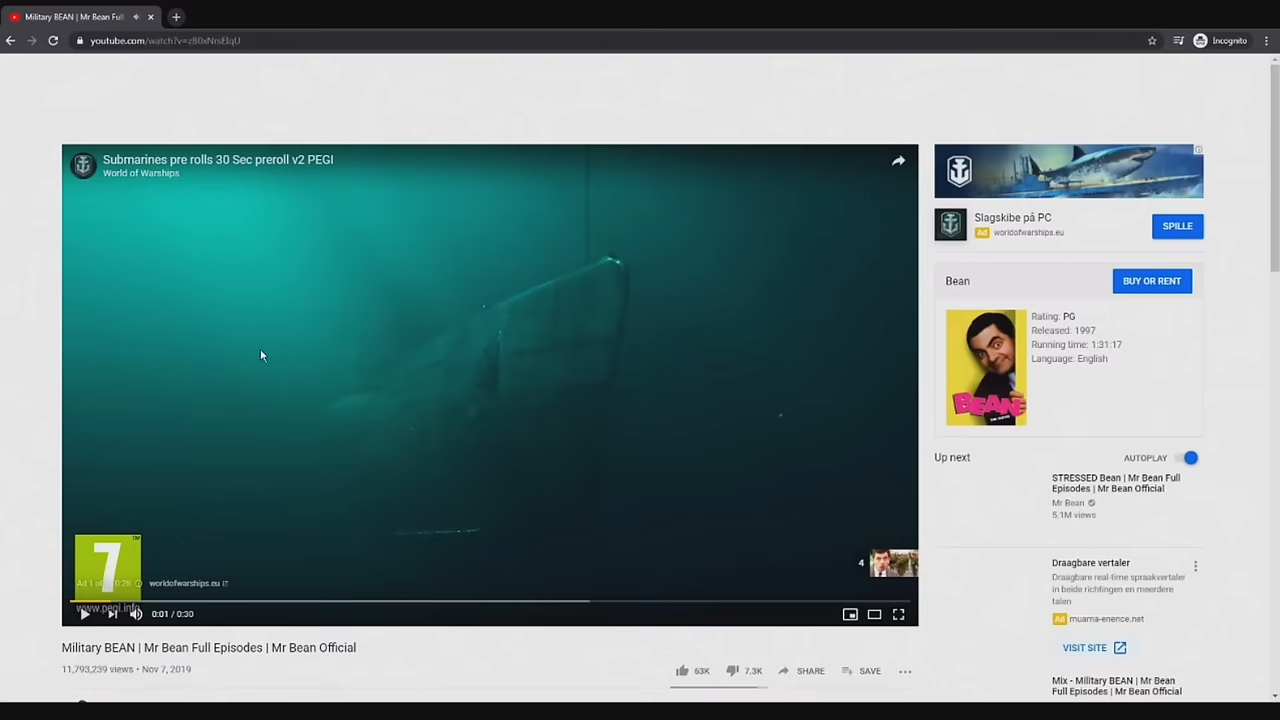 Military BEAN | Mr Bean Full
youtube.com/watch?v=z80xNrsEIqU
Incognito
Submarines pre rolls 30 Sec preroll v2 PEGI
World of Warships
7
™
worldofwarships.eu
www.pegi.info
0:01 / 0:30
4
Military BEAN | Mr Bean Full Episodes | Mr Bean Official
11,793,239 views • Nov 7, 2019
63K
7.3K
SHARE
SAVE
Slagskibe på PC
Ad worldofwarships.eu
SPILLE
Bean
BUY OR RENT
Rating: PG
Released: 1997
Running time: 1:31:17
Language: English
BEAN
Up next
AUTOPLAY
STRESSED Bean | Mr Bean Full
Episodes | Mr Bean Official
Mr Bean
5.1M views
Draagbare vertaler
Draagbare real-time spraakvertaler
in beide richtingen en meerdere
talen
Ad muama-enence.net
VISIT SITE
Mix - Military BEAN | Mr Bean
Full Episodes | Mr Bean Official